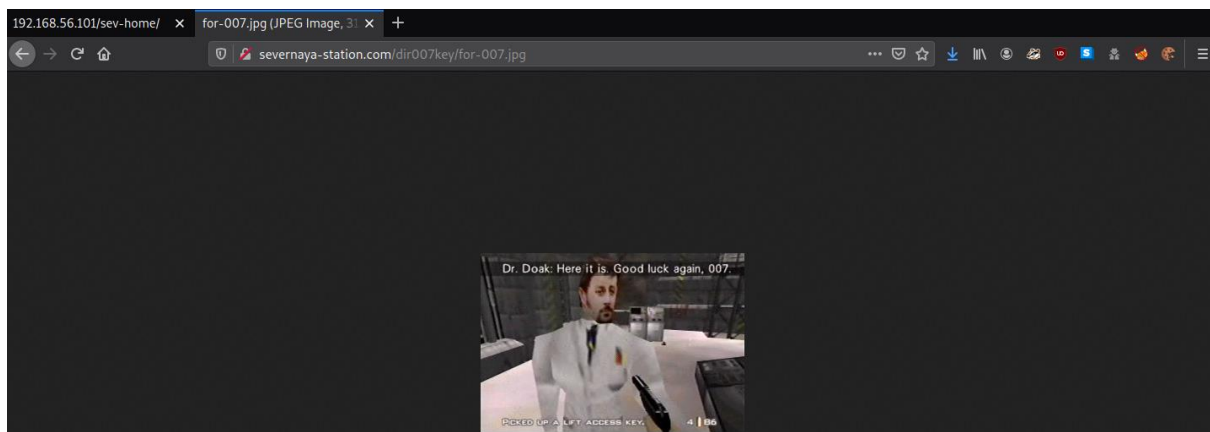 192.168.56.101/sev-home/ for-007.jpg (JPEG Image, 31
severnaya-station.com/dir007key/for-007.jpg
Dr. Doak: Here it is. Good luck again, 007.
PICKED UP A LIFT ACCESS KEY. 4 86